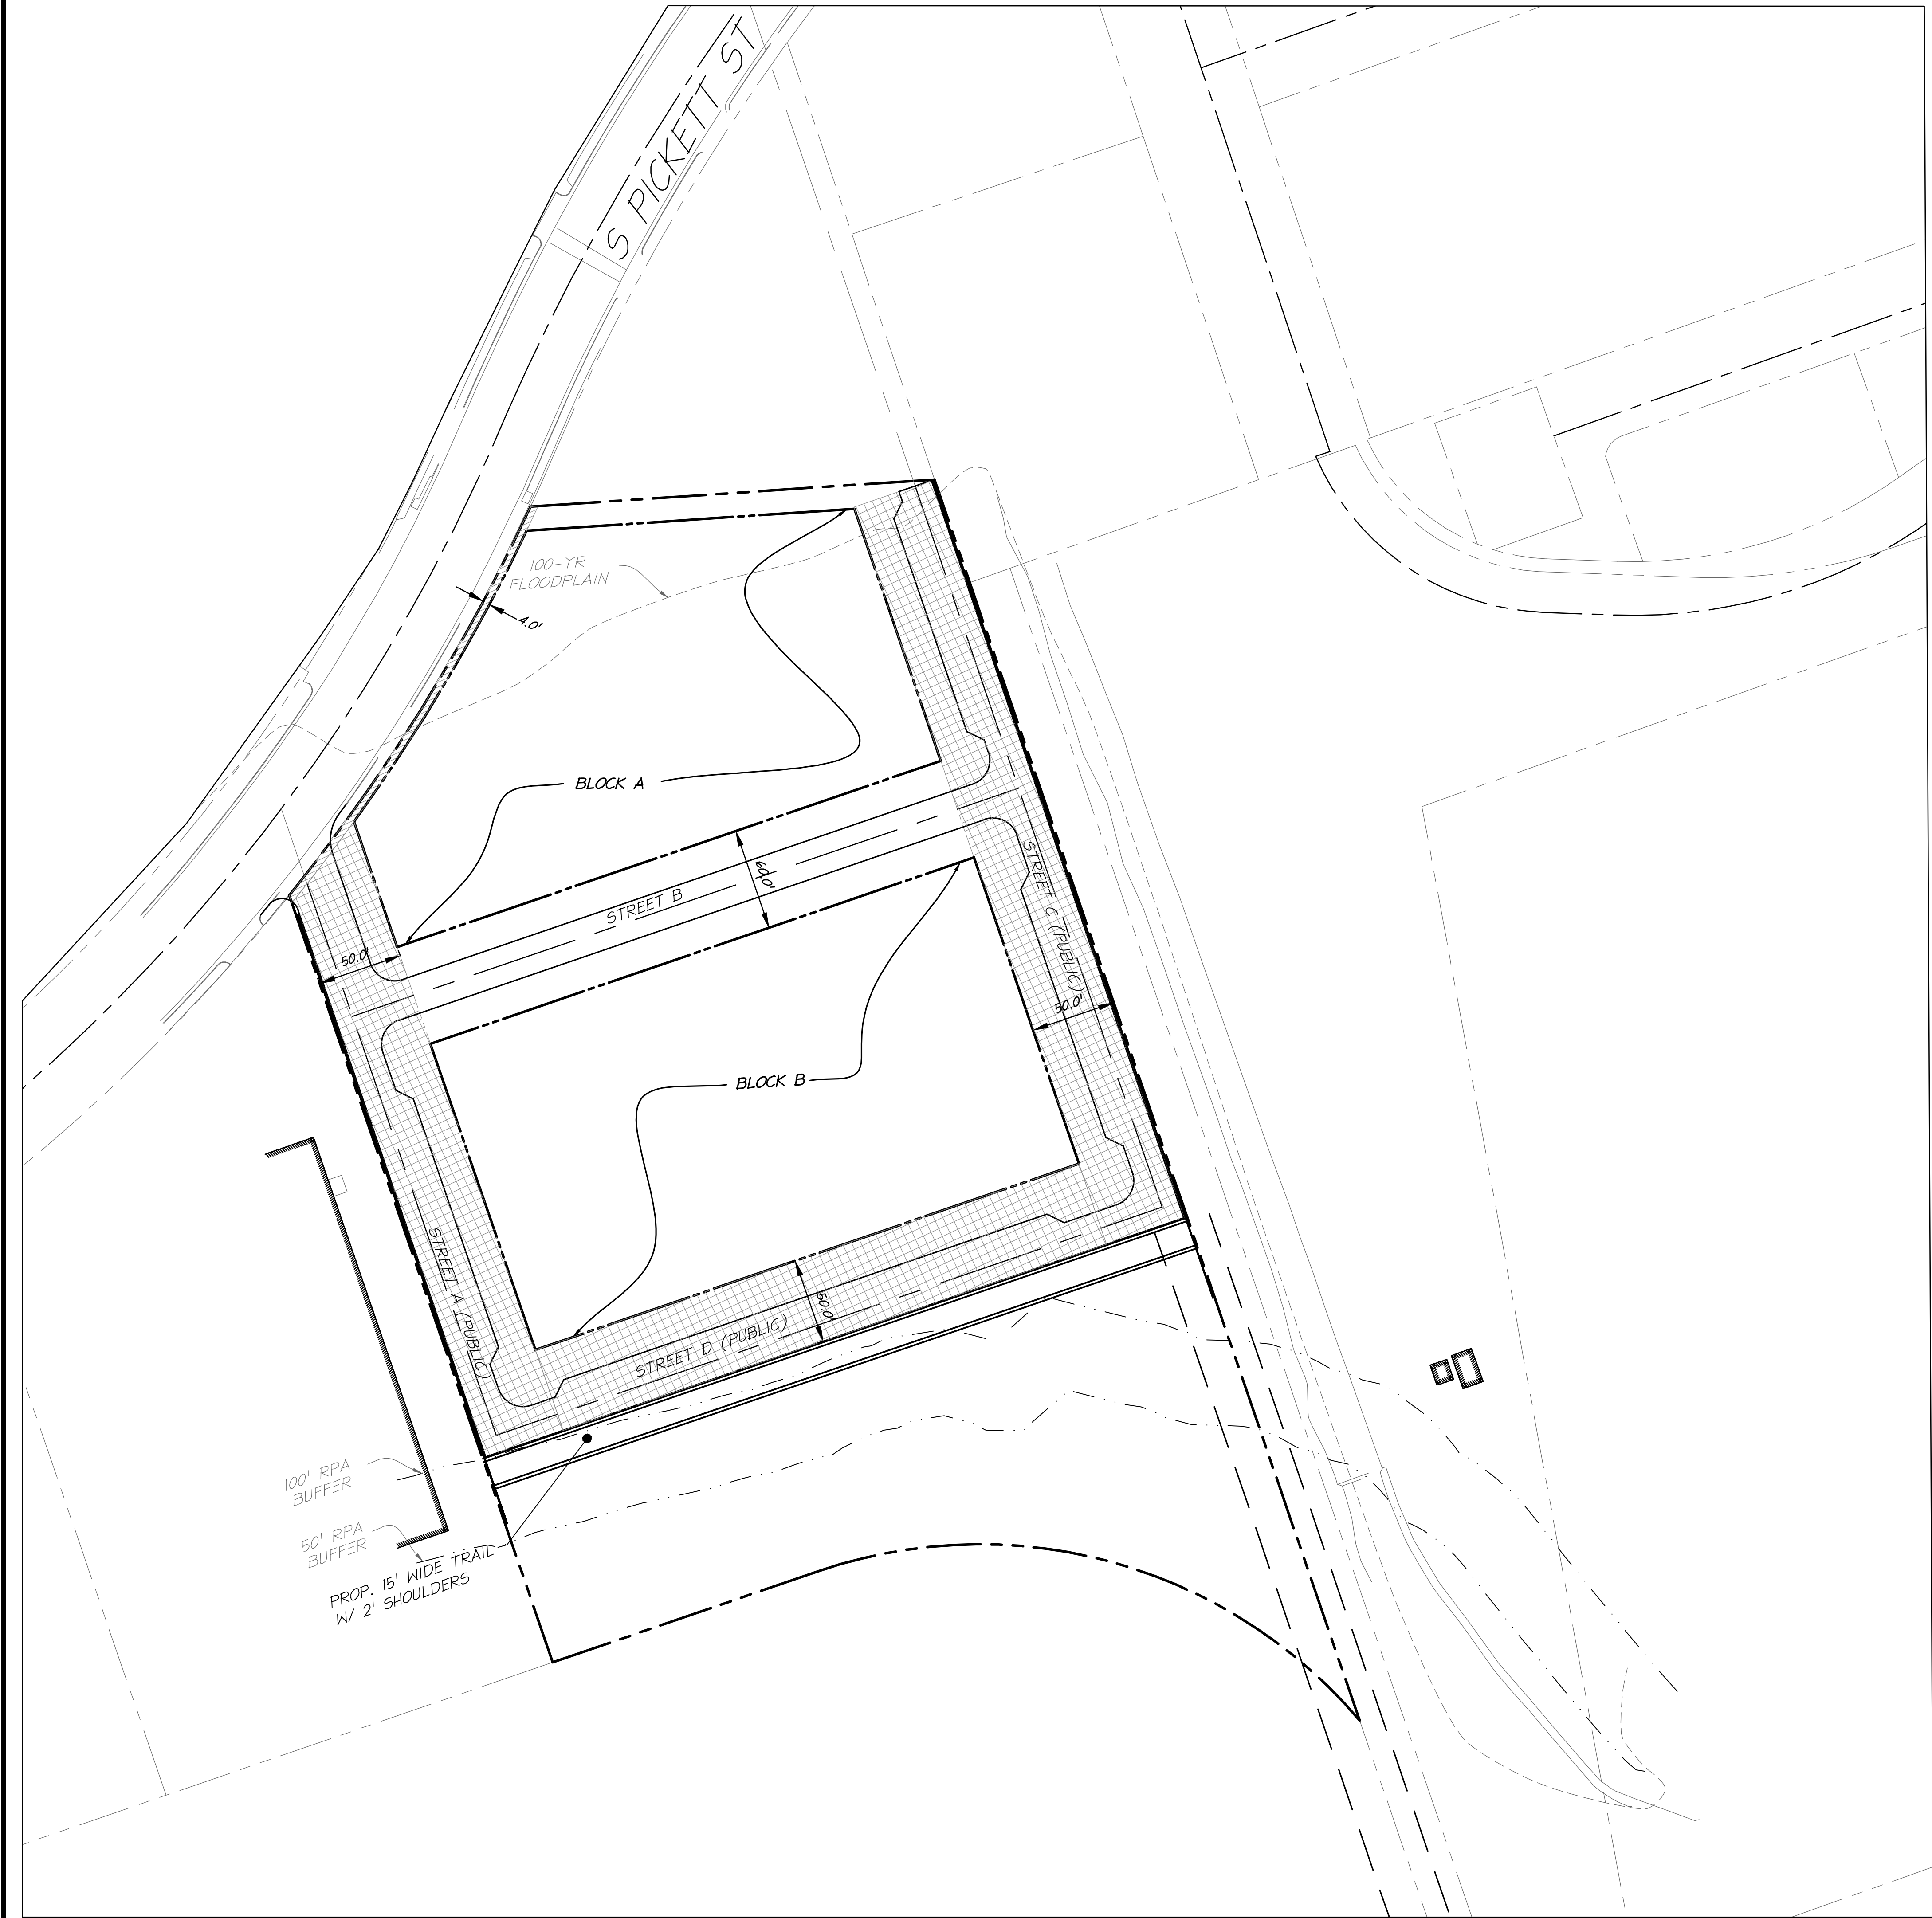 S PICKETT ST
100-YR
FLOODPLAIN
4.0'
BLOCK A
60.0'
STREET B
STREET C (PUBLIC)
50.0'
50.0'
BLOCK B
STREET A (PUBLIC)
50.0'
STREET D (PUBLIC)
100' RPA
BUFFER
50' RPA
BUFFER
PROP. 15' WIDE TRAIL
W/ 2' SHOULDERS